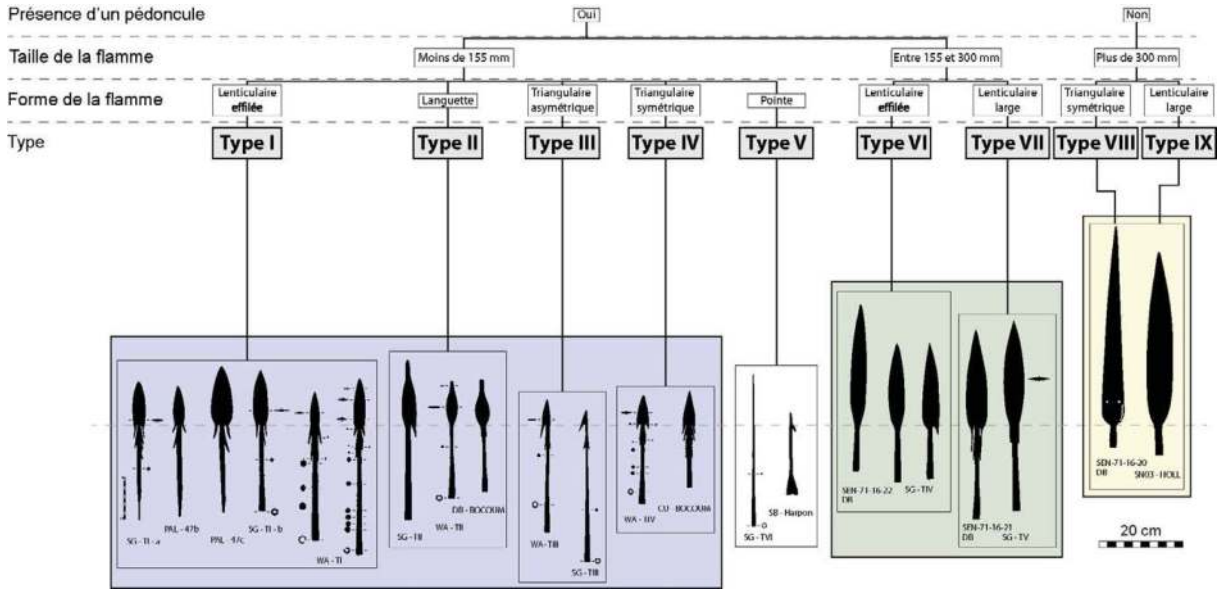 Présence d'un pédoncule
Oui
Non
Taille de la flamme
Moins de 155 mm
Entre 155 et 300 mm
Plus de 300 mm
Forme de la flamme
Lenticulaire
effilée
Languette
Triangulaire
asymétrique
Triangulaire
symétrique
Pointe
Lenticulaire
effilée
Lenticulaire
large
Triangulaire
symétrique
Lenticulaire
large
Type
Type I
Type II
Type III
Type IV
Type V
Type VI
Type VII
Type VIII
Type IX
SG - TI - a
PAL - 47b
PAL - 47c
SG - TI - b
WA - TI
SG - TII
WA - TII
DB - BOCOUM
WA - TIII
SG - TIII
WA - TIV
CU - BOCOUM
SG - TVI
SB - Harpon
SEN-71-16-22
DB
SG - TIV
SEN-71-16-21
DB
SG - TV
SEN-71-16-20
DB
SN03 - HOLL
20 cm